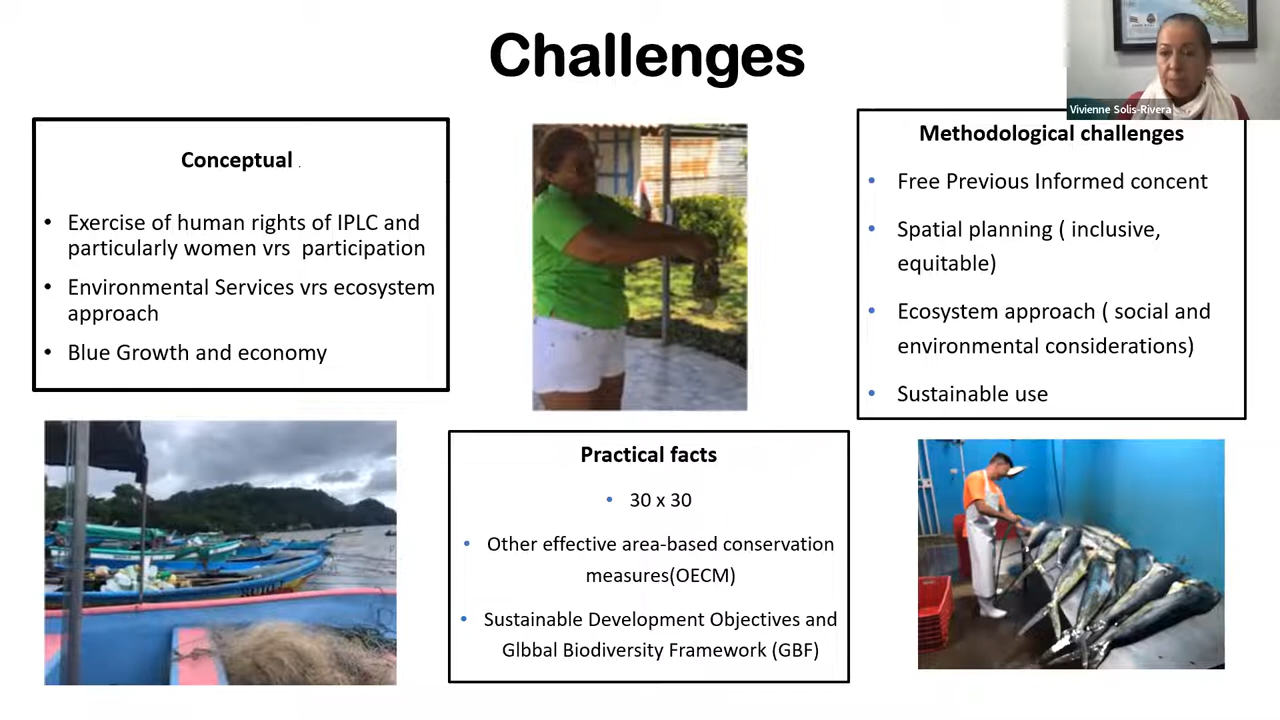 Challenges
Vivienne Solis-Rivera
Conceptual .
• Exercise of human rights of IPLC and
particularly women vrs participation
• Environmental Services vrs ecosystem
approach
• Blue Growth and economy
Methodological challenges
• Free Previous Informed concent
• Spatial planning ( inclusive,
equitable)
• Ecosystem approach ( social and
environmental considerations)
• Sustainable use
Practical facts
• 30 x 30
• Other effective area-based conservation
measures(OECM)
• Sustainable Development Objectives and
Glbbal Biodiversity Framework (GBF)